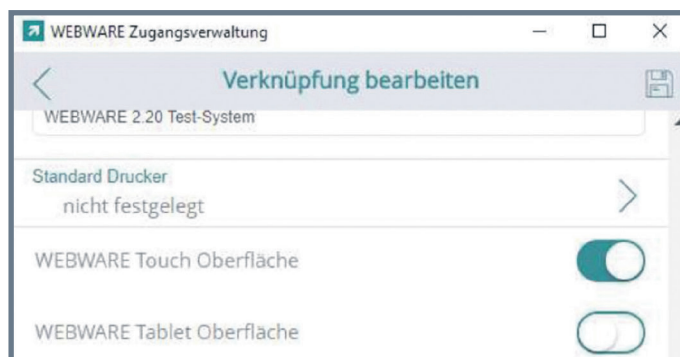 WEBWARE Zugangsverwaltung
Verknüpfung bearbeiten
WEBWARE 2.20 Test-System
Standard Drucker
nicht festgelegt
WEBWARE Touch Oberfläche
WEBWARE Tablet Oberfläche